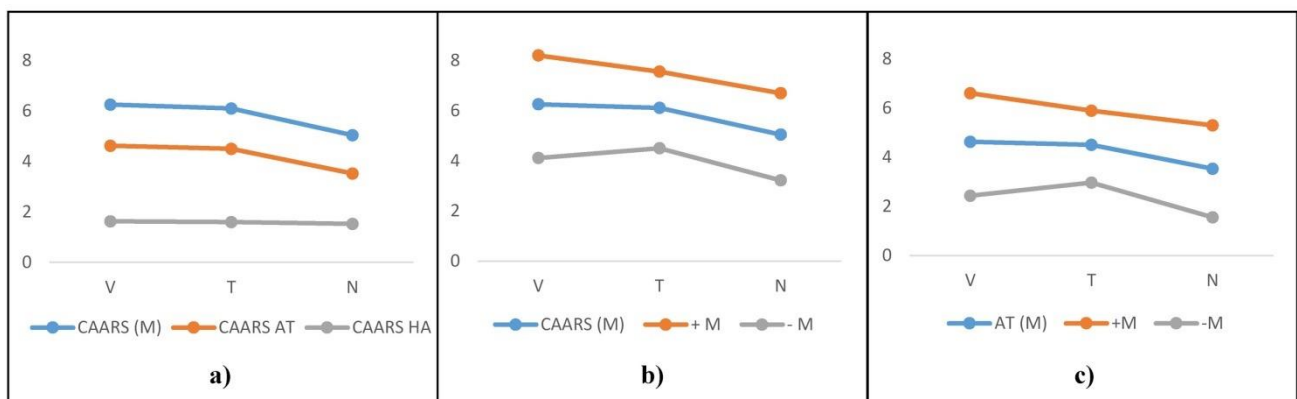 8
6
4
2
0
V T N
CAARS (M) CAARS AT CAARS HA
a)
8
6
4
2
0
V T N
CAARS (M) + M - M
b)
8
6
4
2
0
V T N
AT (M) +M -M
c)